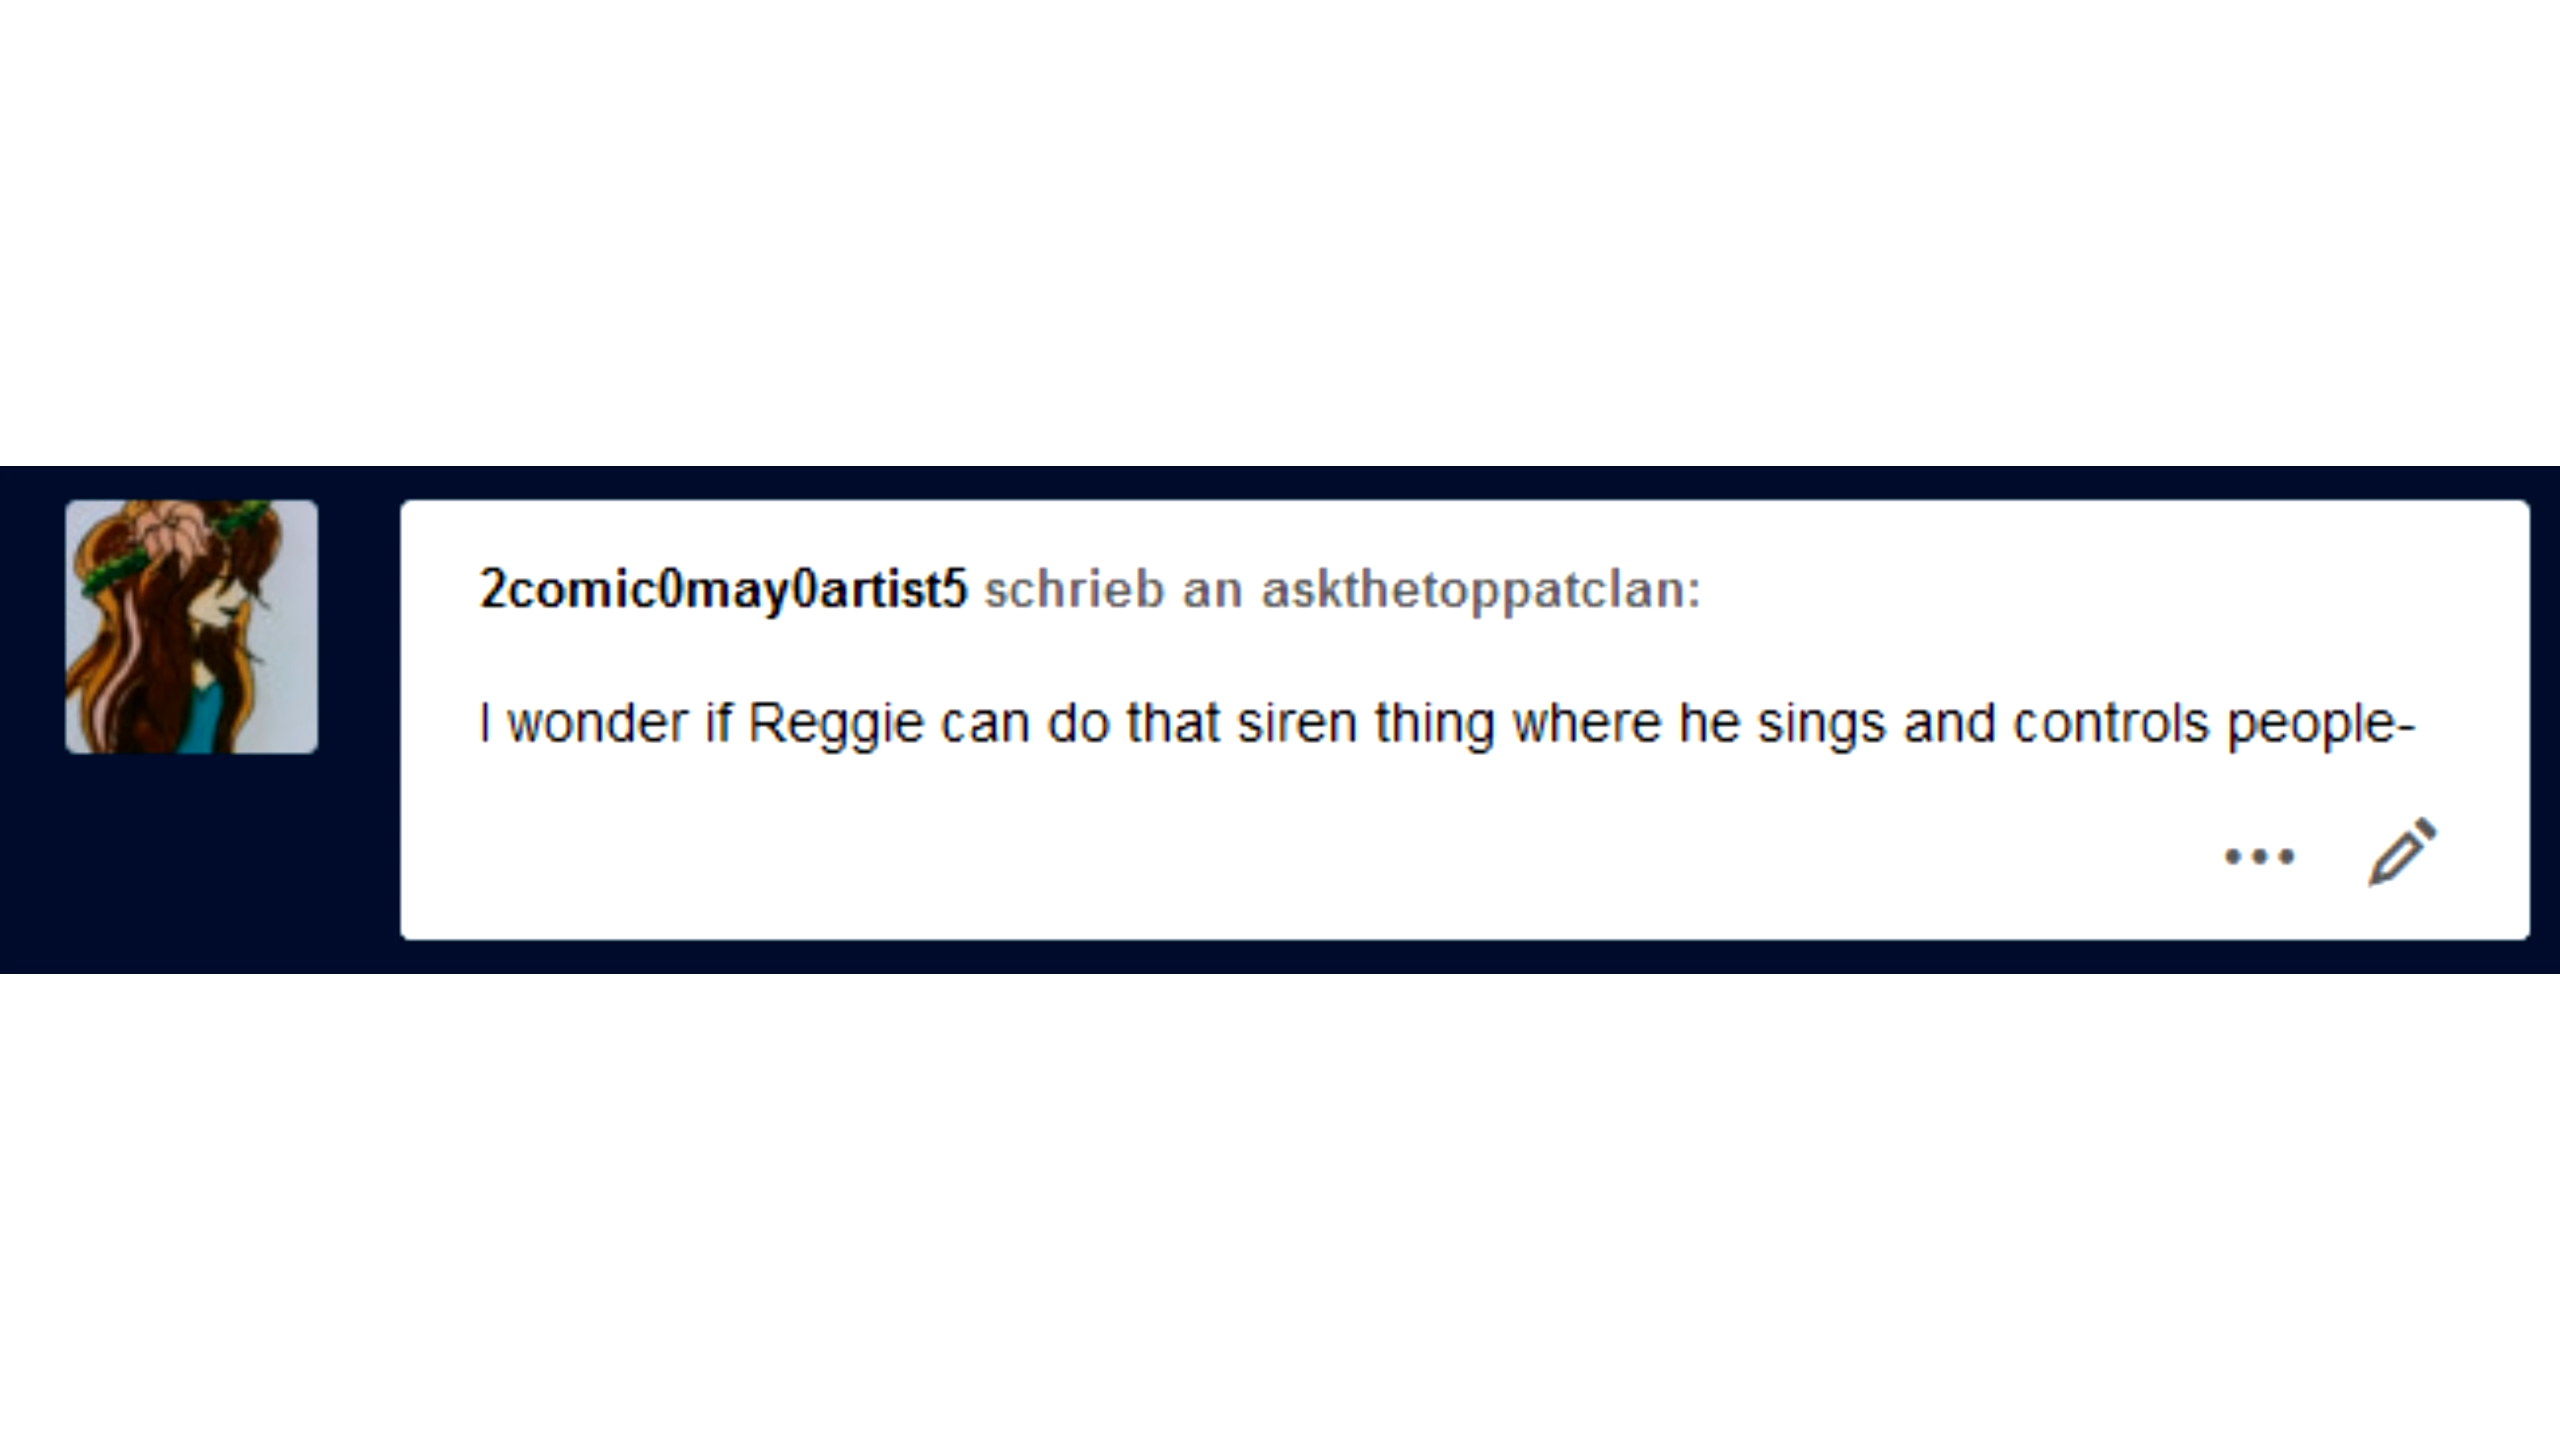 2comic0may0artist5 schrieb an askthetoppatclan:
I wonder if Reggie can do that siren thing where he sings and controls people-